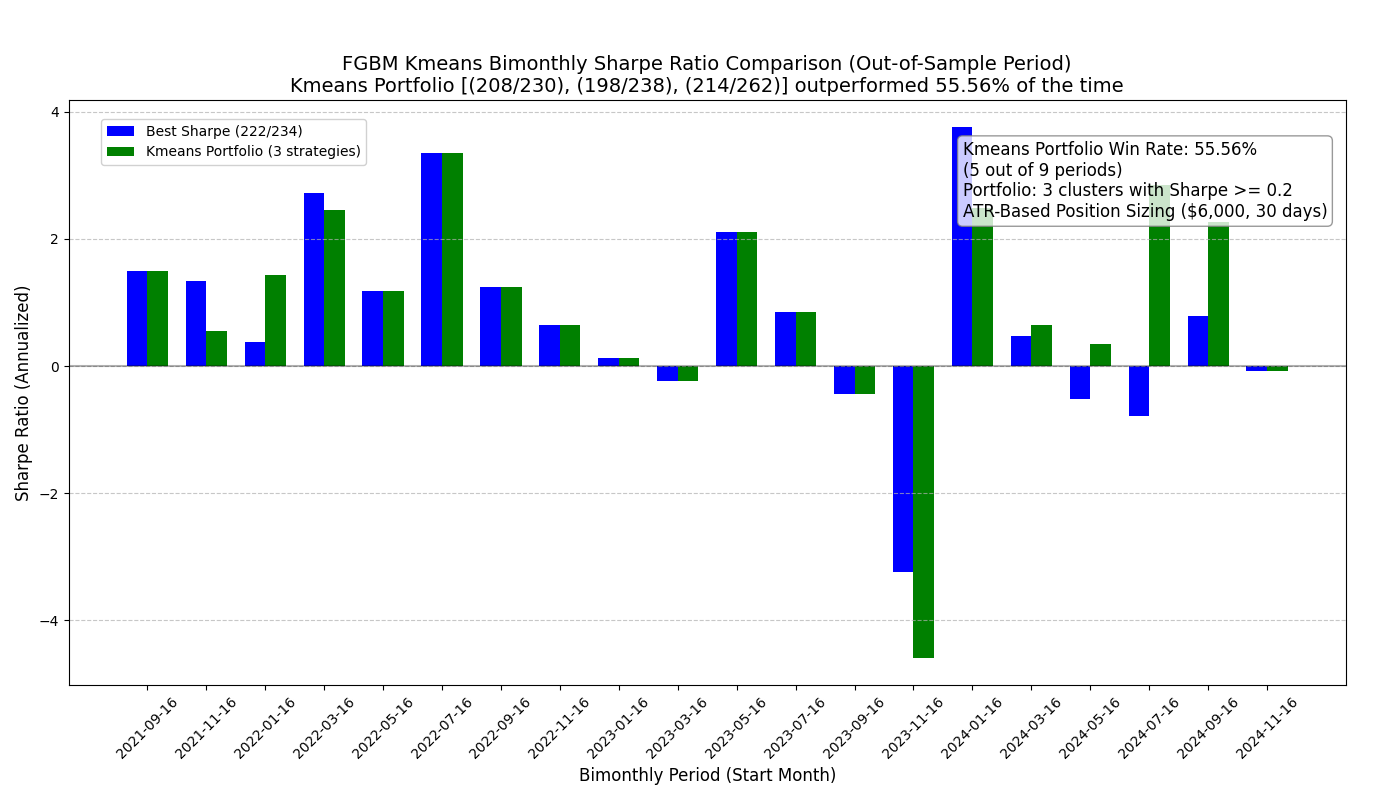 FGBM Kmeans Bimonthly Sharpe Ratio Comparison (Out-of-Sample Period)
Kmeans Portfolio [(208/230), (198/238), (214/262)] outperformed 55.56% of the time
Best Sharpe (222/234)
Kmeans Portfolio (3 strategies)
Kmeans Portfolio Win Rate: 55.56%
(5 out of 9 periods)
Portfolio: 3 clusters with Sharpe >= 0.2
ATR-Based Position Sizing ($6,000, 30 days)
Sharpe Ratio (Annualized)
4
2
0
−2
−4
2021-09-16
2021-11-16
2022-01-16
2022-03-16
2022-05-16
2022-07-16
2022-09-16
2022-11-16
2023-01-16
2023-03-16
2023-05-16
2023-07-16
2023-09-16
2023-11-16
2024-01-16
2024-03-16
2024-05-16
2024-07-16
2024-09-16
2024-11-16
Bimonthly Period (Start Month)